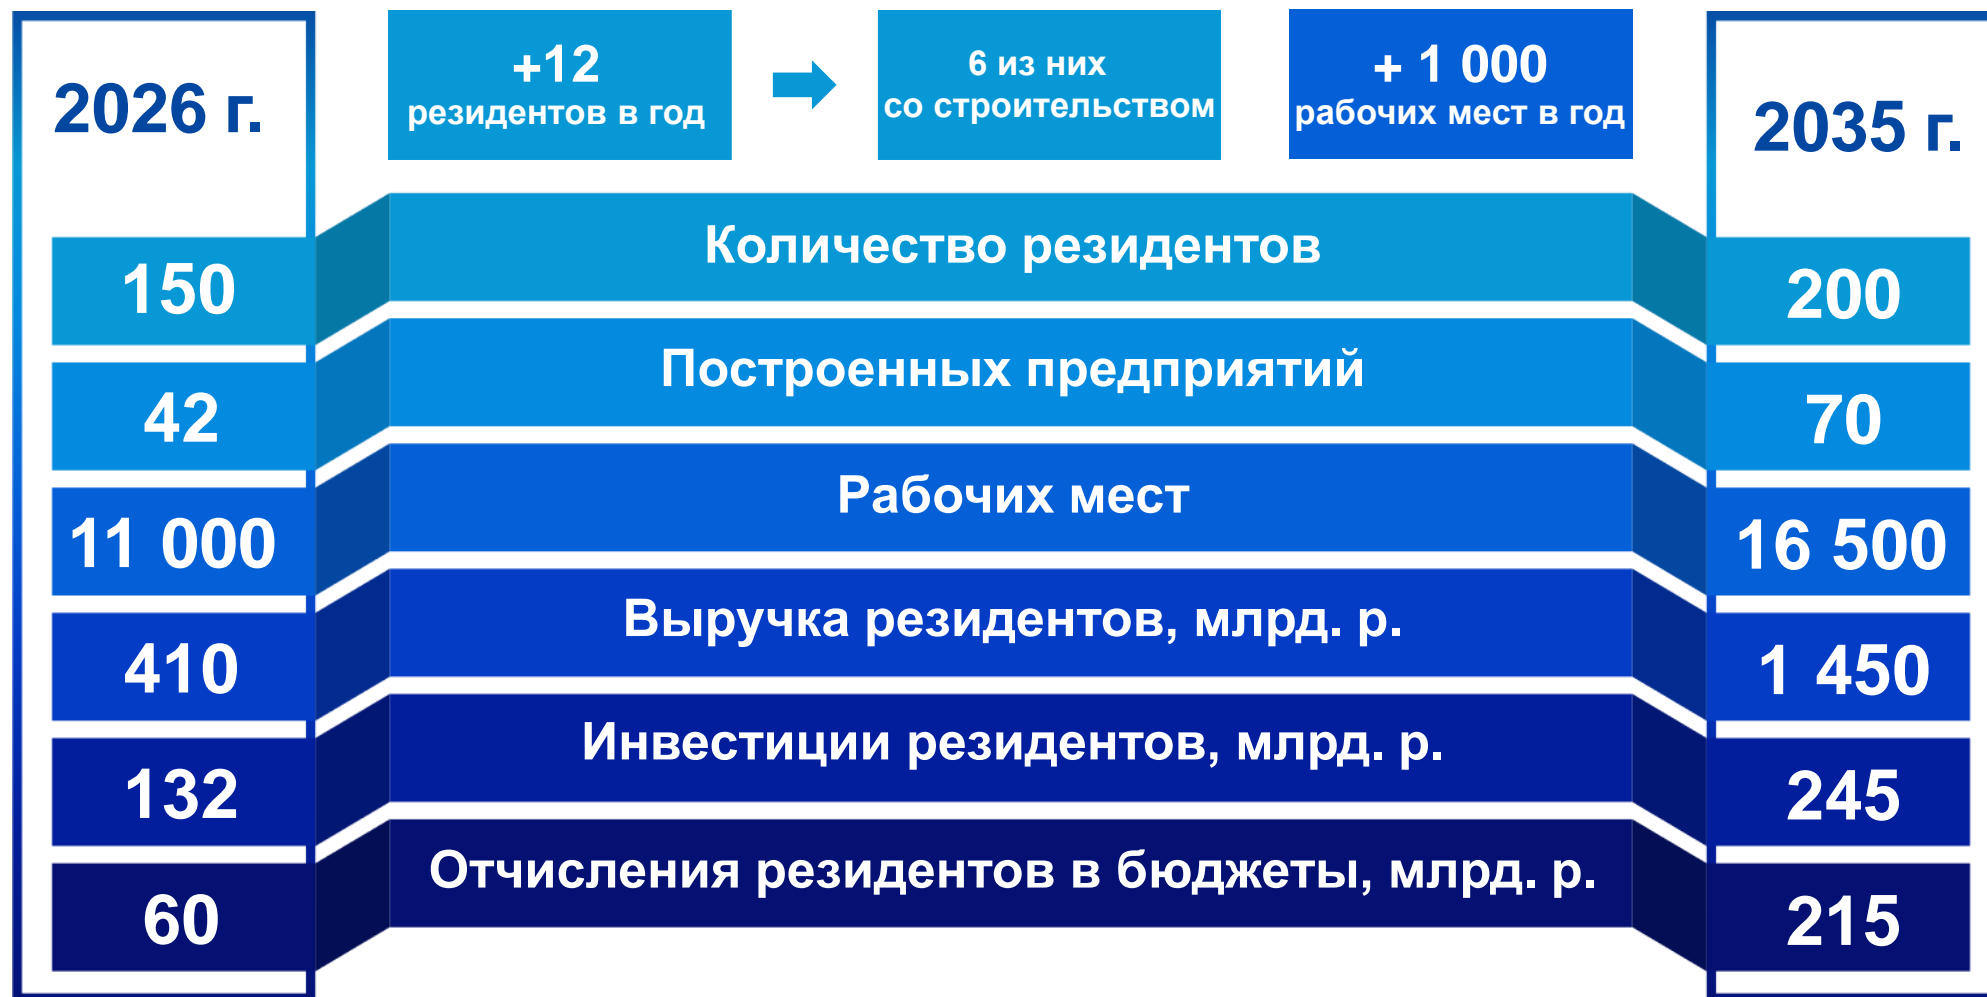 2026 г.
+12
резидентов в год
6 из них
со строительством
+ 1 000
рабочих мест в год
2035 г.
150
Количество резидентов
200
42
Построенных предприятий
70
11 000
Рабочих мест
16 500
410
Выручка резидентов, млрд. р.
1 450
132
Инвестиции резидентов, млрд. р.
245
60
Отчисления резидентов в бюджеты, млрд. р.
215